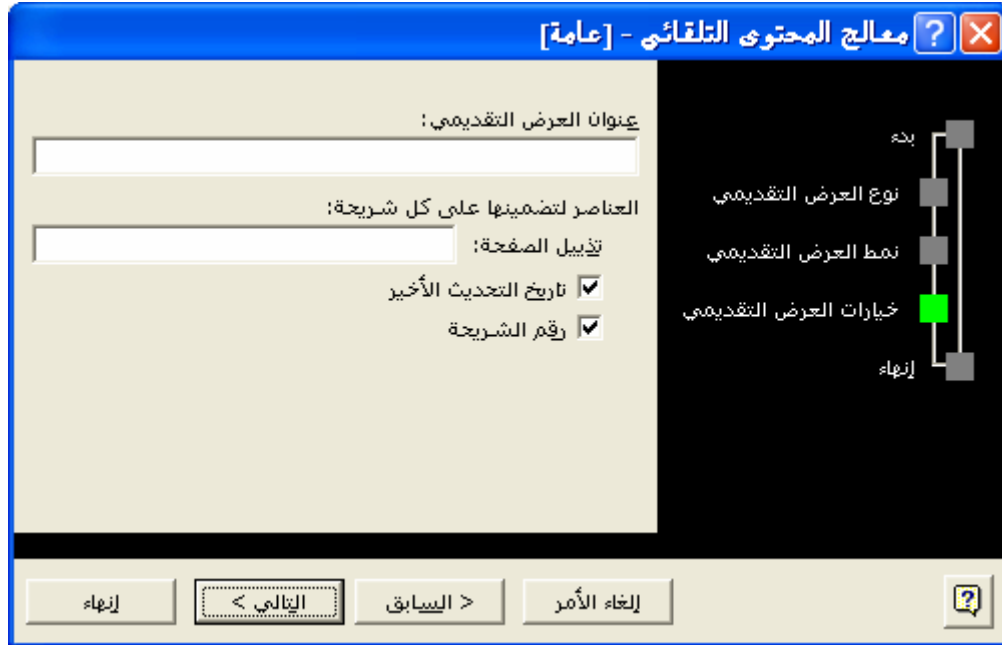 معالج المحتوى التلقائي - [عامة]
بدء
نوع العرض التقديمي
نمط العرض التقديمي
خيارات العرض التقديمي
إنهاء
عنوان العرض التقديمي:
العناصر لتضمينها على كل شريحة:
تذييل الصفحة:
تاريخ التحديث الأخير
رقم الشريحة
إلغاء الأمر
< السابق
التالي >
إنهاء